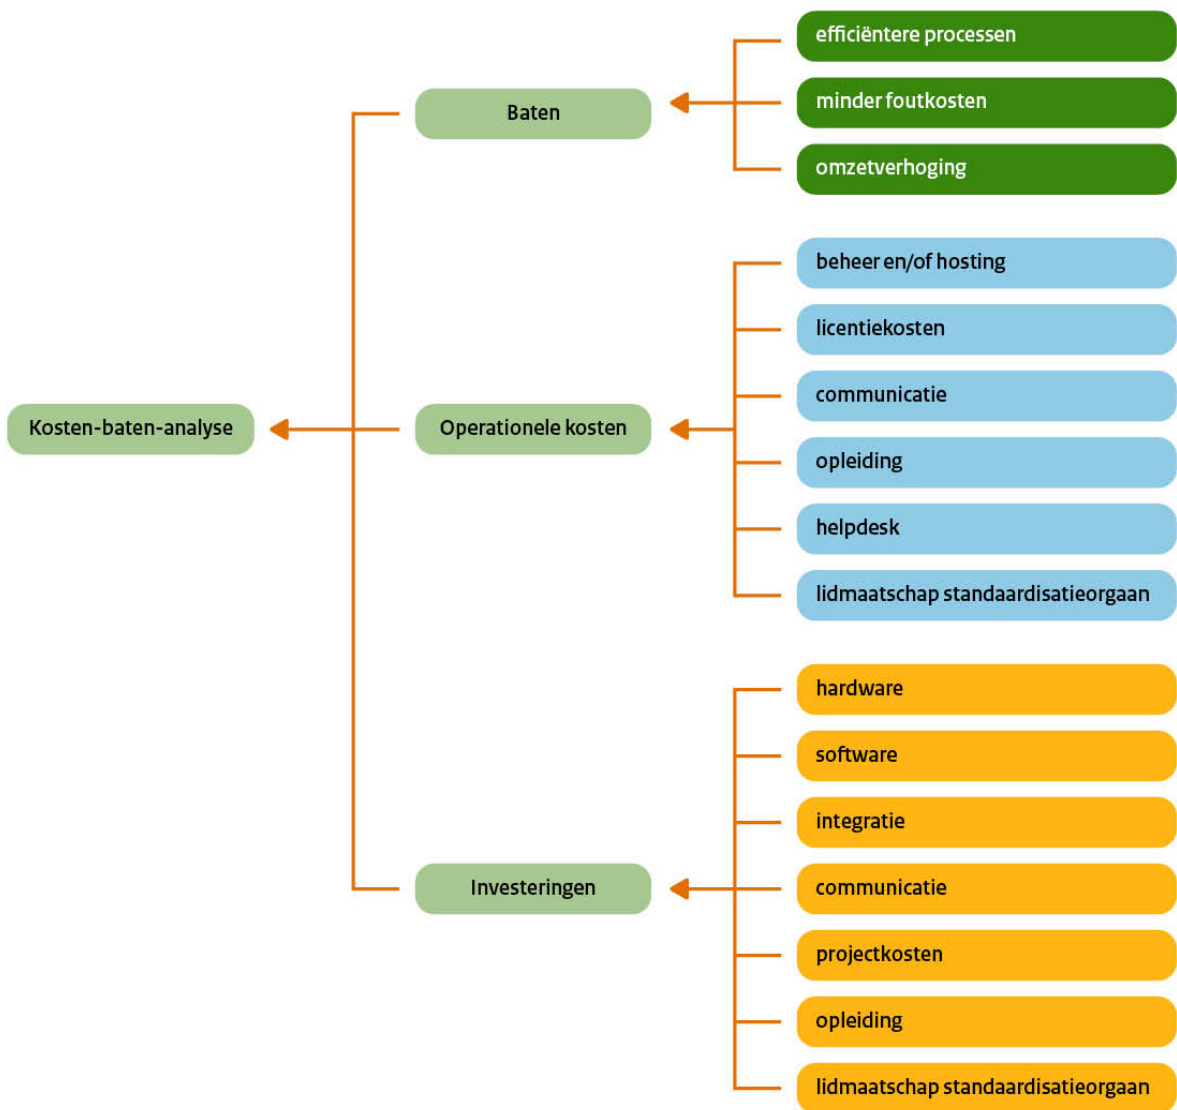 Kosten-baten-analyse
Baten
efficiëntere processen
minder foutkosten
omzetverhoging
Operationele kosten
beheer en/of hosting
licentiekosten
communicatie
opleiding
helpdesk
lidmaatschap standaardisatieorgaan
Investeringen
hardware
software
integratie
communicatie
projectkosten
opleiding
lidmaatschap standaardisatieorgaan